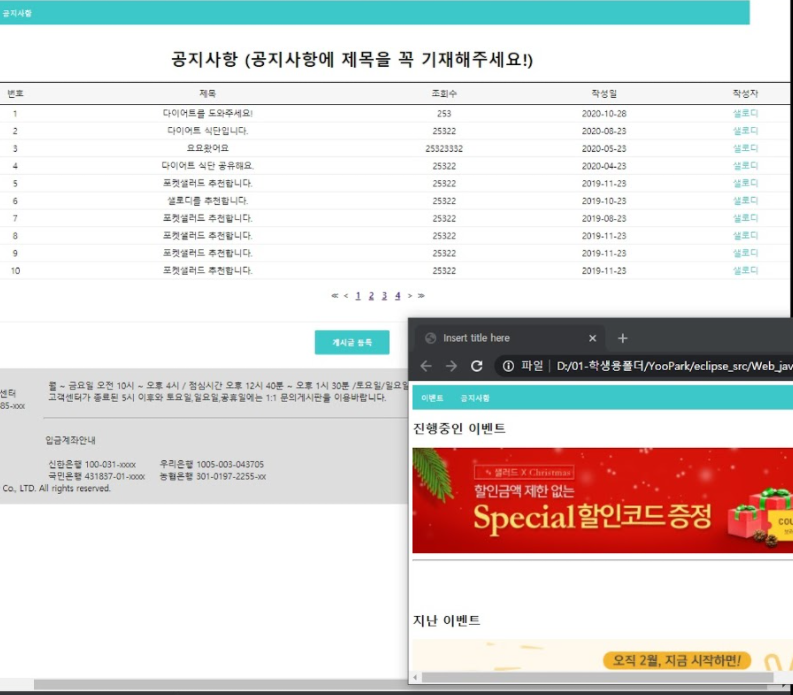 공지사항
공지사항 (공지사항에 제목을 꼭 기재해주세요!)
번호 제목 조회수 작성일 작성자
1 다이어트를 도와주세요! 253 2020-10-28 샐로디
2 다이어트 식단입니다. 25322 2020-08-23 샐로디
3 요요왔어요 25323332 2020-05-23 샐로디
4 다이어트 식단 공유해요. 25322 2020-04-23 샐로디
5 포켓샐러드 추천합니다. 25322 2019-11-23 샐로디
6 샐로디를 추천합니다. 25322 2019-10-23 샐로디
7 포켓샐러드 추천합니다. 25322 2019-08-23 샐로디
8 포켓샐러드 추천합니다. 25322 2019-11-23 샐로디
9 포켓샐러드 추천합니다. 25322 2019-11-23 샐로디
10 포켓샐러드 추천합니다. 25322 2019-11-23 샐로디
≪ < 1 2 3 4 > ≫
게시글 등록
센터
85-xxx
월 ~ 금요일 오전 10시 ~ 오후 4시 / 점심시간 오후 12시 40분 ~ 오후 1시 30분 /토요일/일요일
고객센터가 종료된 5시 이후와 토요일,일요일,공휴일에는 1:1 문의게시판을 이용바랍니다.
입금계좌안내
신한은행 100-031-xxxx 우리은행 1005-003-043705
국민은행 431837-01-xxxx 농협은행 301-0197-2255-xx
Co., LTD. All rights reserved.
Insert title here × +
파일 | D:/01-학생용폴더/YooPark/eclipse_src/Web_jav
이벤트 공지사항
진행중인 이벤트
샐러드 X Christmas
할인금액 제한 없는
Special 할인코드 증정
COU
지난 이벤트
오직 2월, 지금 시작하면!